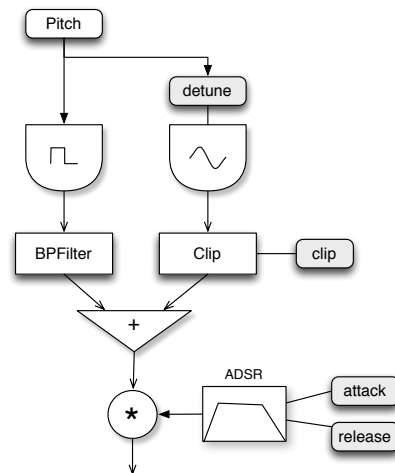 Pitch
detune
BPFilter
Clip
clip
+
ADSR
attack
*
release